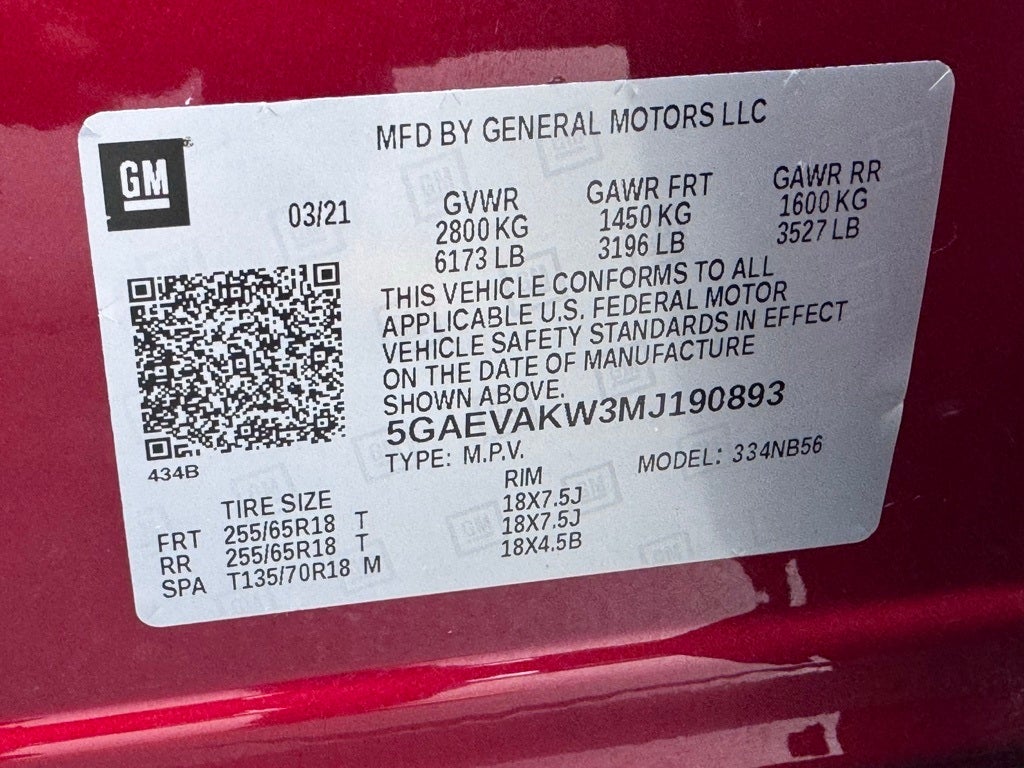 MFD BY GENERAL MOTORS LLC
GM
03/21
GVWR GAWR FRT GAWR RR
2800 KG 1450 KG 1600 KG
6173 LB 3196 LB 3527 LB
THIS VEHICLE CONFORMS TO ALL
APPLICABLE U.S. FEDERAL MOTOR
VEHICLE SAFETY STANDARDS IN EFFECT
ON THE DATE OF MANUFACTURE
SHOWN ABOVE.
5GAEVAKW3MJ190893
434B
TYPE: M.P.V. MODEL: 334NB56
TIRE SIZE RIM
FRT 255/65R18 T 18X7.5J
RR 255/65R18 T 18X7.5J
SPA T135/70R18 M 18X4.5B